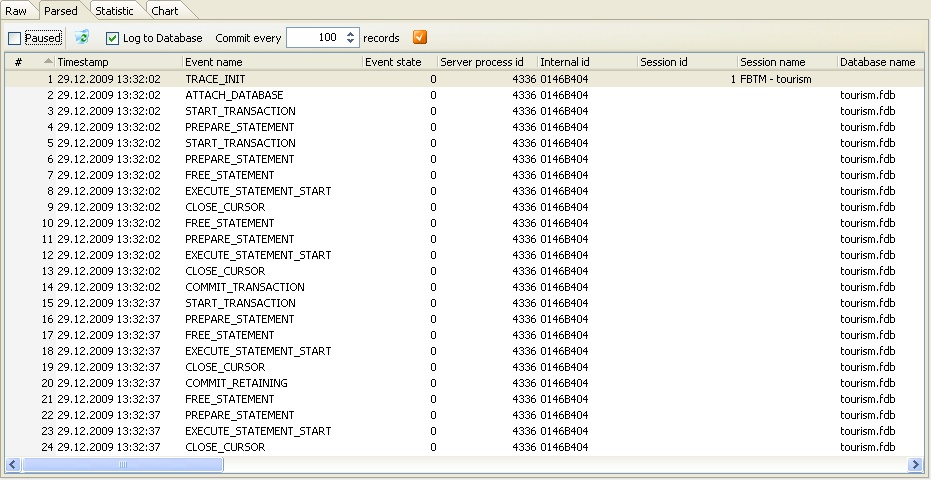 Raw Parsed Statistic Chart
Paused Log to Database Commit every 100 records
# Timestamp Event name Event state Server process id Internal id Session id Session name Database name
1 29.12.2009 13:32:02 TRACE_INIT 0 4336 0146B404 1 FBTM - tourism
2 29.12.2009 13:32:02 ATTACH_DATABASE 0 4336 0146B404 tourism.fdb
3 29.12.2009 13:32:02 START_TRANSACTION 0 4336 0146B404 tourism.fdb
4 29.12.2009 13:32:02 PREPARE_STATEMENT 0 4336 0146B404 tourism.fdb
5 29.12.2009 13:32:02 START_TRANSACTION 0 4336 0146B404 tourism.fdb
6 29.12.2009 13:32:02 PREPARE_STATEMENT 0 4336 0146B404 tourism.fdb
7 29.12.2009 13:32:02 FREE_STATEMENT 0 4336 0146B404 tourism.fdb
8 29.12.2009 13:32:02 EXECUTE_STATEMENT_START 0 4336 0146B404 tourism.fdb
9 29.12.2009 13:32:02 CLOSE_CURSOR 0 4336 0146B404 tourism.fdb
10 29.12.2009 13:32:02 FREE_STATEMENT 0 4336 0146B404 tourism.fdb
11 29.12.2009 13:32:02 PREPARE_STATEMENT 0 4336 0146B404 tourism.fdb
12 29.12.2009 13:32:02 EXECUTE_STATEMENT_START 0 4336 0146B404 tourism.fdb
13 29.12.2009 13:32:02 CLOSE_CURSOR 0 4336 0146B404 tourism.fdb
14 29.12.2009 13:32:02 COMMIT_TRANSACTION 0 4336 0146B404 tourism.fdb
15 29.12.2009 13:32:37 START_TRANSACTION 0 4336 0146B404 tourism.fdb
16 29.12.2009 13:32:37 PREPARE_STATEMENT 0 4336 0146B404 tourism.fdb
17 29.12.2009 13:32:37 FREE_STATEMENT 0 4336 0146B404 tourism.fdb
18 29.12.2009 13:32:37 EXECUTE_STATEMENT_START 0 4336 0146B404 tourism.fdb
19 29.12.2009 13:32:37 CLOSE_CURSOR 0 4336 0146B404 tourism.fdb
20 29.12.2009 13:32:37 COMMIT_RETAINING 0 4336 0146B404 tourism.fdb
21 29.12.2009 13:32:37 FREE_STATEMENT 0 4336 0146B404 tourism.fdb
22 29.12.2009 13:32:37 PREPARE_STATEMENT 0 4336 0146B404 tourism.fdb
23 29.12.2009 13:32:37 EXECUTE_STATEMENT_START 0 4336 0146B404 tourism.fdb
24 29.12.2009 13:32:37 CLOSE_CURSOR 0 4336 0146B404 tourism.fdb